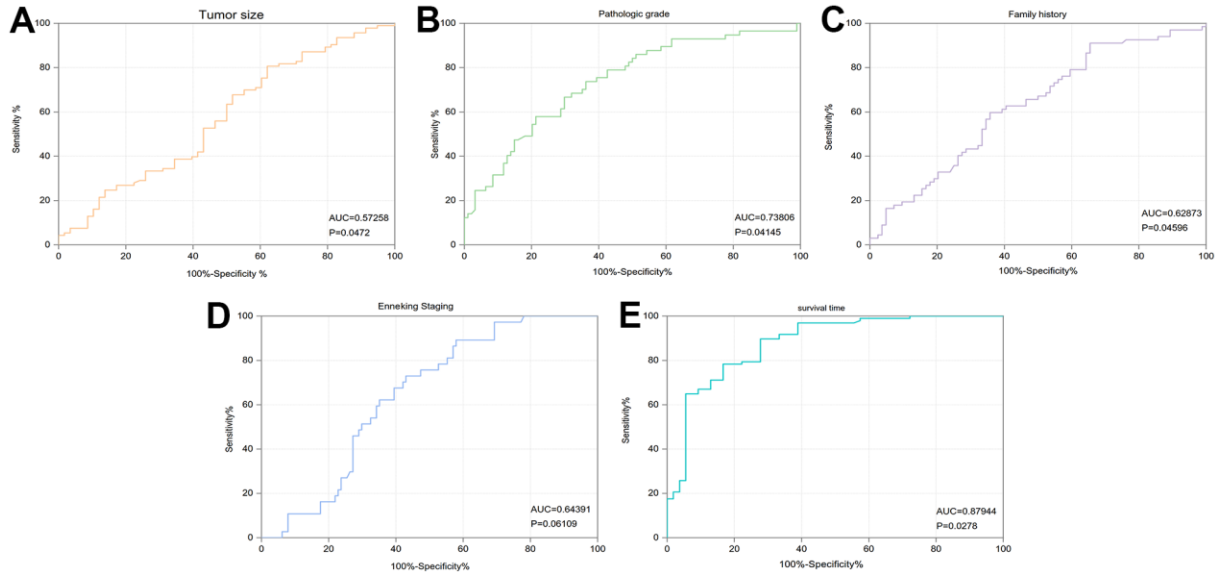 A
Tumor size
100
80
60
40
20
0
Sensitivity %
0 20 40 60 80 100
100%-Specificity %
AUC=0.57258
P=0.0472
B
Pathologic grade
100
80
60
40
20
0
Sensitivity %
0 20 40 60 80 100
100%-Specificity%
AUC=0.73806
P=0.04145
C
Family history
100
80
60
40
20
0
Sensitivity %
0 20 40 60 80 100
100%-Specificity%
AUC=0.62873
P=0.04596
D
Enneking Staging
100
80
60
40
20
0
Sensitivity%
0 20 40 60 80 100
100%-Specificity%
AUC=0.64391
P=0.06109
E
survival time
100
80
60
40
20
0
Sensitivity%
0 20 40 60 80 100
100%-Specificity%
AUC=0.87944
P=0.0278